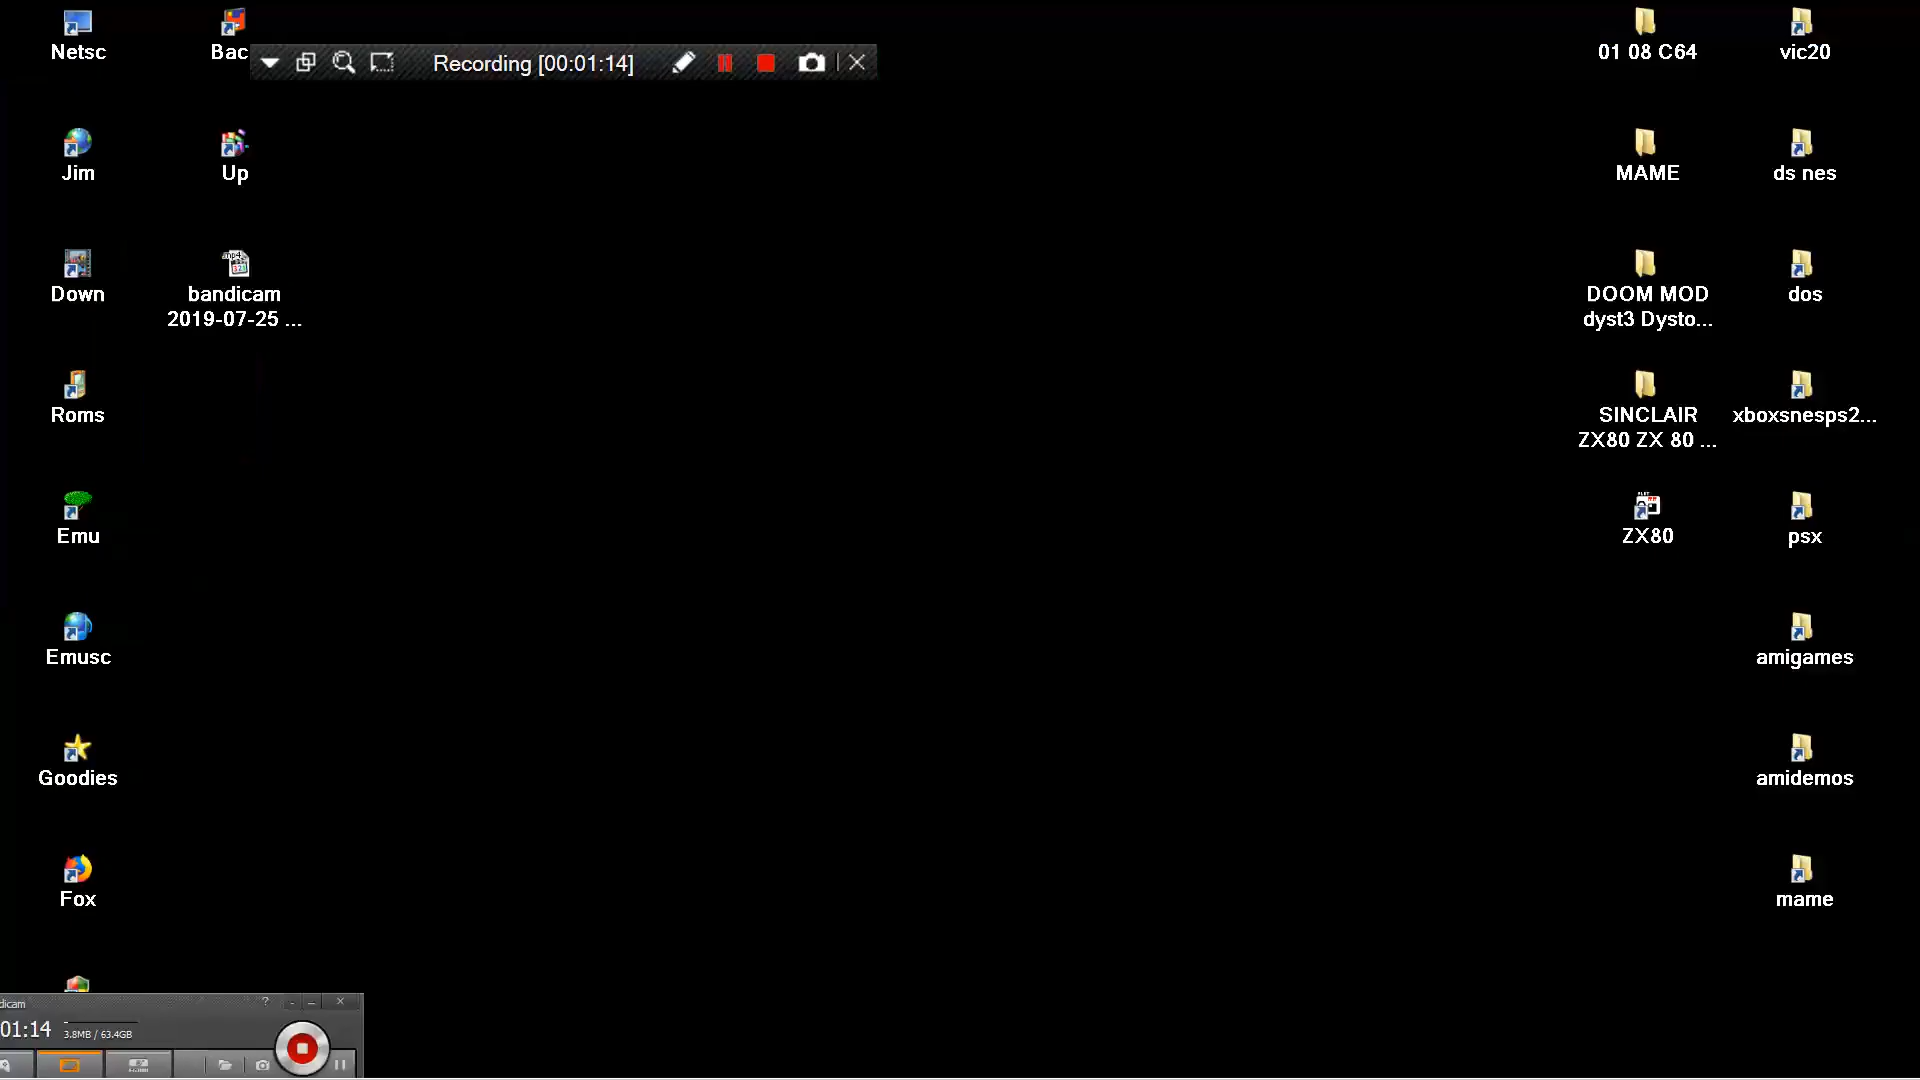 Netsc
Bac
Recording [00:01:14]
01 08 C64
vic20
Jim
Up
MAME
ds nes
Down
bandicam
2019-07-25 ...
DOOM MOD
dyst3 Dysto...
dos
Roms
SINCLAIR
ZX80 ZX 80 ...
xboxsnesps2...
Emu
ZX80
psx
Emusc
amigames
Goodies
amidemos
Fox
mame
dicam
01:14
3.8MB / 63.4GB